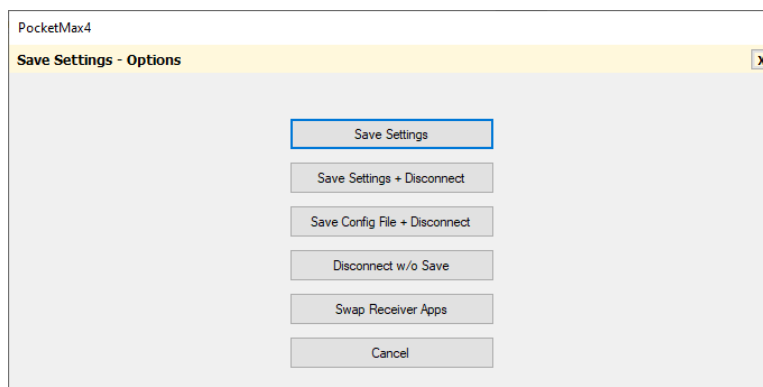 PocketMax4
Save Settings - Options
X
Save Settings
Save Settings + Disconnect
Save Config File + Disconnect
Disconnect w/o Save
Swap Receiver Apps
Cancel